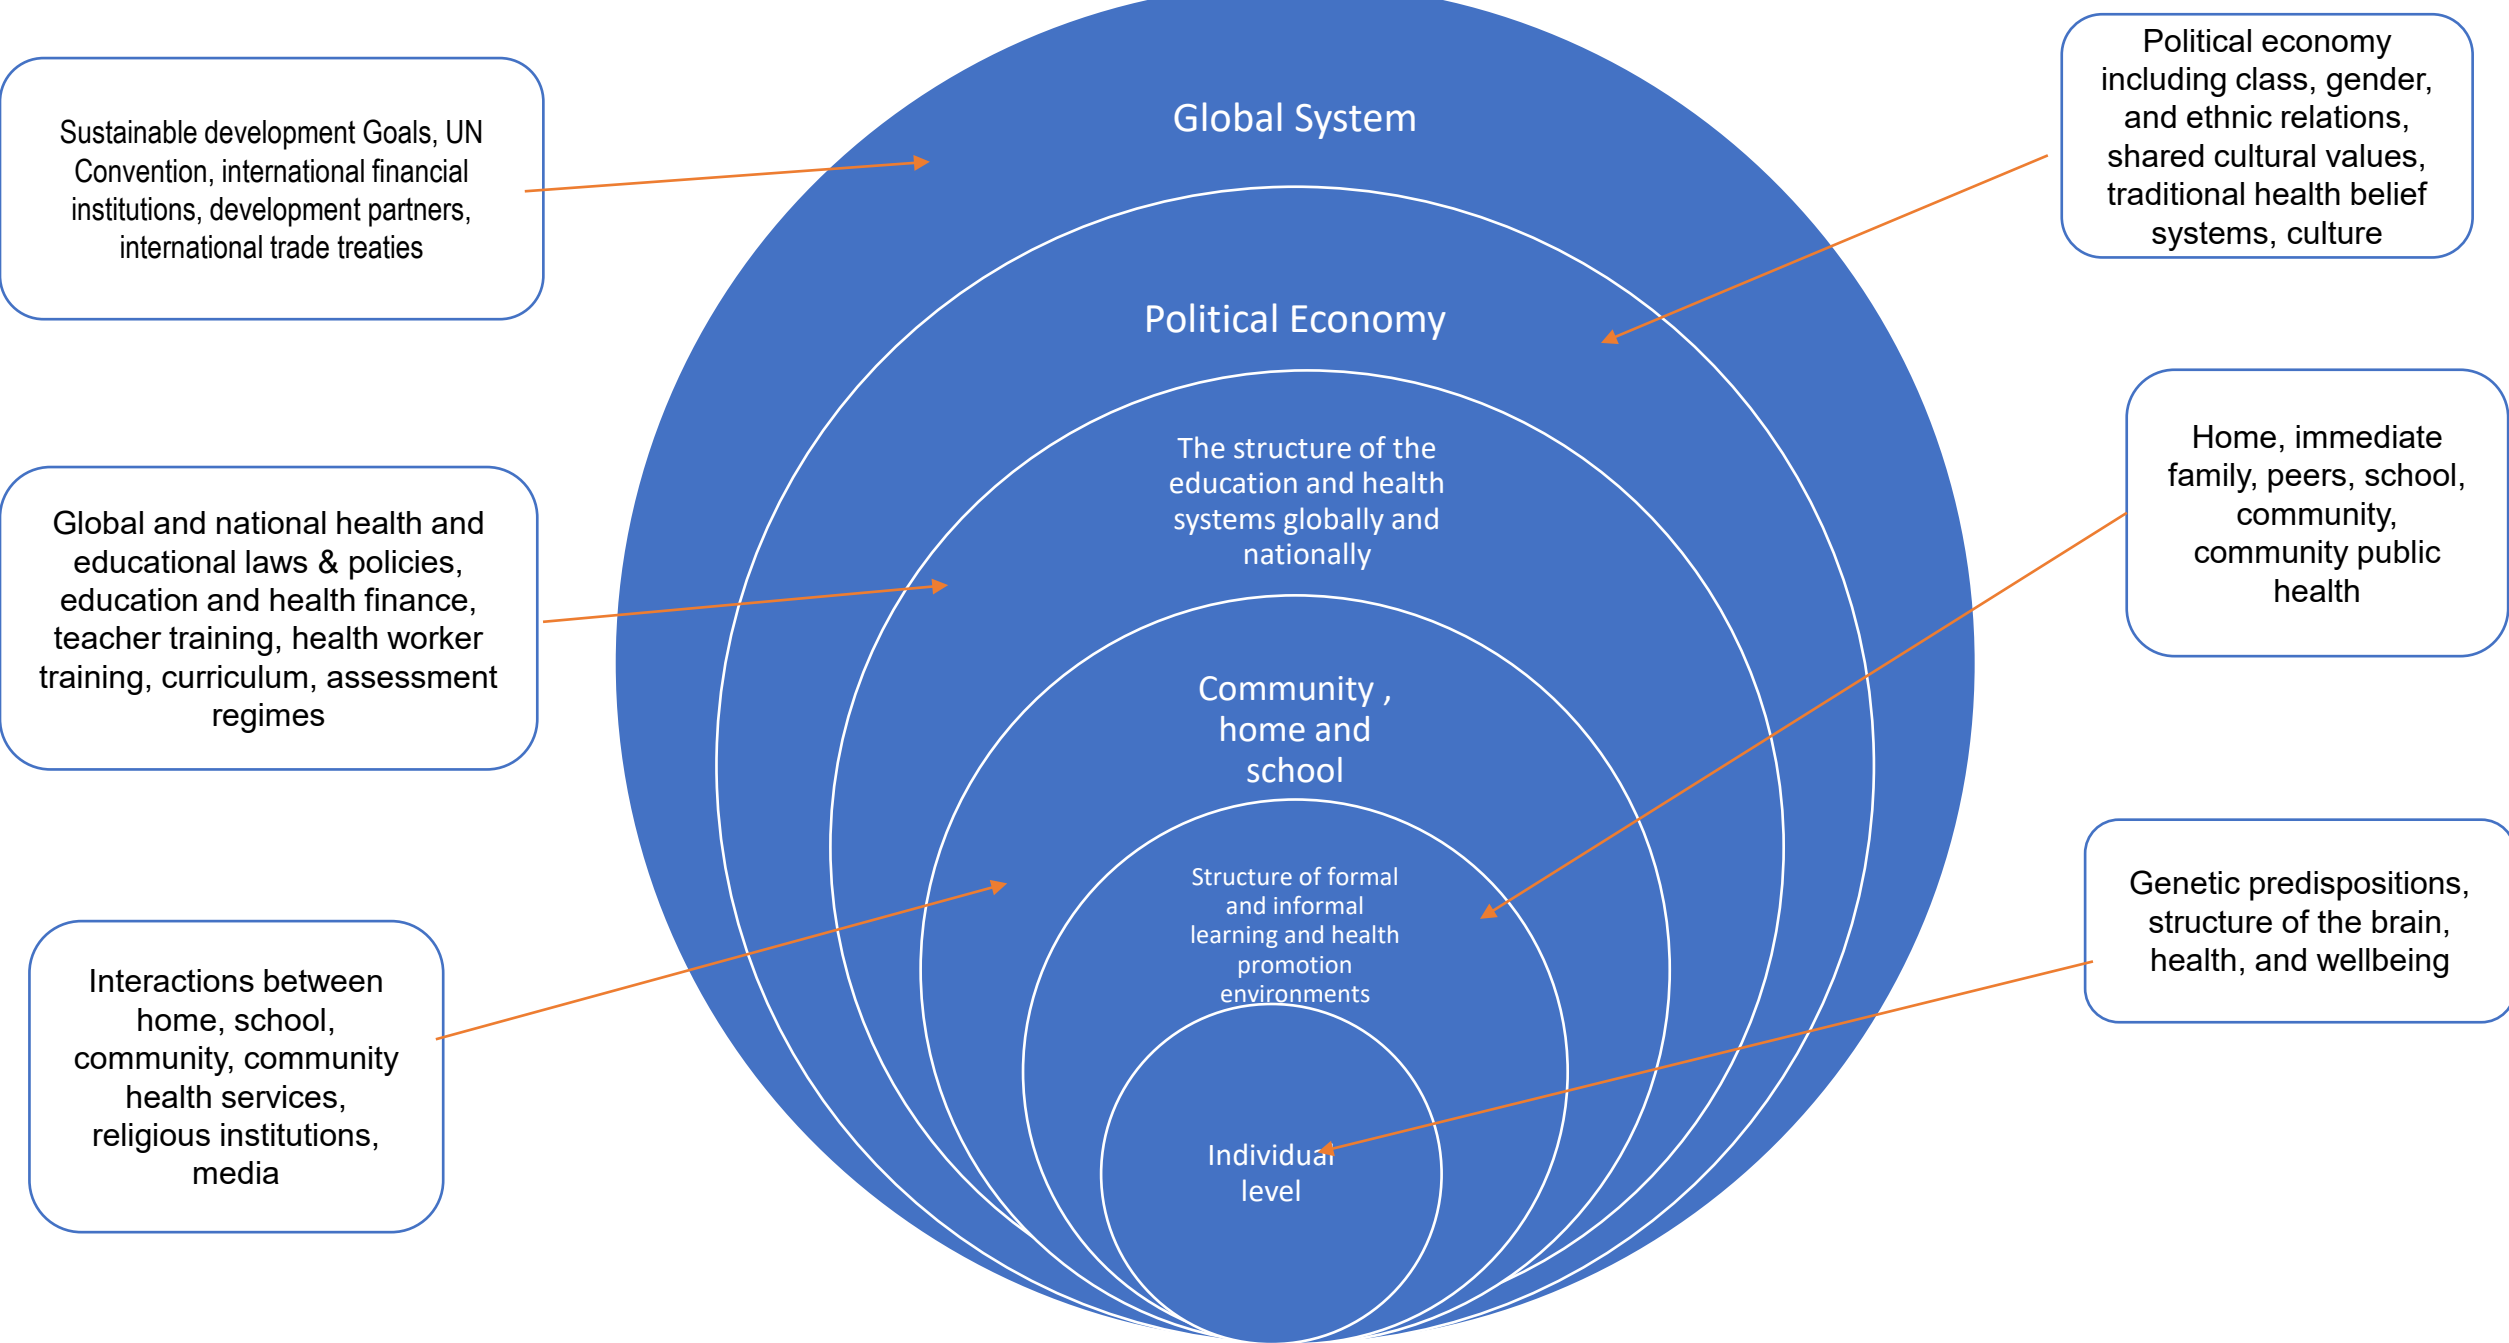 Global System
Political Economy
The structure of the
education and health
systems globally and
nationally
Community ,
home and
school
Structure of formal
and informal
learning and health
promotion
environments
Individual
level
Sustainable development Goals, UN
Convention, international financial
institutions, development partners,
international trade treaties
Global and national health and
educational laws & policies,
education and health finance,
teacher training, health worker
training, curriculum, assessment
regimes
Interactions between
home, school,
community, community
health services,
religious institutions,
media
Political economy
including class, gender,
and ethnic relations,
shared cultural values,
traditional health belief
systems, culture
Home, immediate
family, peers, school,
community,
community public
health
Genetic predispositions,
structure of the brain,
health, and wellbeing